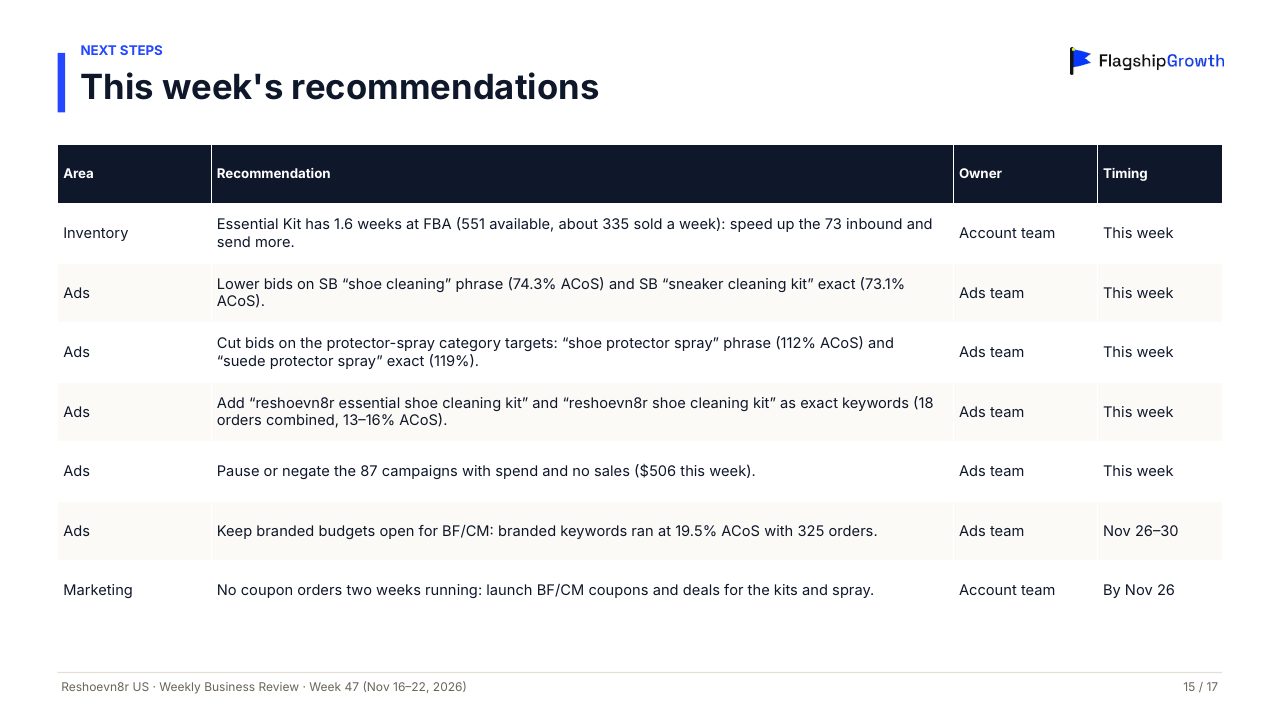 NEXT STEPS
This week's recommendations
FlagshipGrowth
Area Recommendation Owner Timing
Inventory
Essential Kit has 1.6 weeks at FBA (551 available, about 335 sold a week): speed up the 73 inbound and
send more.
Account team This week
Ads
Lower bids on SB “shoe cleaning” phrase (74.3% ACoS) and SB “sneaker cleaning kit” exact (73.1%
ACoS).
Ads team This week
Ads
Cut bids on the protector-spray category targets: “shoe protector spray” phrase (112% ACoS) and
“suede protector spray” exact (119%).
Ads team This week
Ads
Add “reshoevn8r essential shoe cleaning kit” and “reshoevn8r shoe cleaning kit” as exact keywords (18
orders combined, 13–16% ACoS).
Ads team This week
Ads Pause or negate the 87 campaigns with spend and no sales ($506 this week). Ads team This week
Ads Keep branded budgets open for BF/CM: branded keywords ran at 19.5% ACoS with 325 orders. Ads team Nov 26–30
Marketing No coupon orders two weeks running: launch BF/CM coupons and deals for the kits and spray. Account team By Nov 26
Reshoevn8r US · Weekly Business Review · Week 47 (Nov 16–22, 2026) 15 / 17